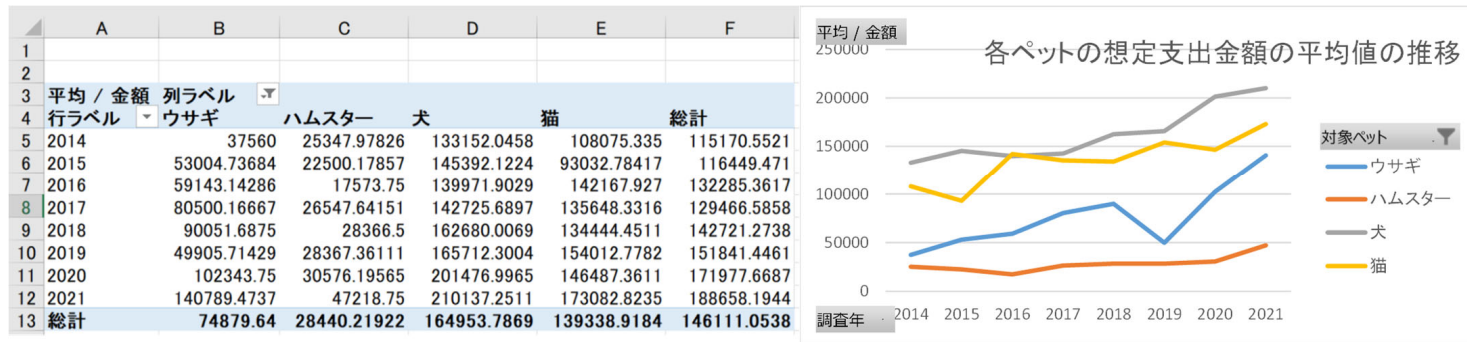 A B C D E F
1
2
3 平均 / 金額 列ラベル
4 行ラベル ウサギ ハムスター 犬 猫 総計
5 2014 37560 25347.97826 133152.0458 108075.335 115170.5521
6 2015 53004.73684 22500.17857 145392.1224 93032.78417 116449.471
7 2016 59143.14286 17573.75 139971.9029 142167.927 132285.3617
8 2017 80500.16667 26547.64151 142725.6897 135648.3316 129466.5858
9 2018 90051.6875 28366.5 162680.0069 134444.4511 142721.2738
10 2019 49905.71429 28367.36111 165712.3004 154012.7782 151841.4461
11 2020 102343.75 30576.19565 201476.9965 146487.3611 171977.6687
12 2021 140789.4737 47218.75 210137.2511 173082.8235 188658.1944
13 総計 74879.64 28440.21922 164953.7869 139338.9184 146111.0538
平均 / 金額
各ペットの想定支出金額の平均値の推移
250000
200000
150000
100000
50000
0
2014 2015 2016 2017 2018 2019 2020 2021
調査年
対象ペット
ウサギ
ハムスター
犬
猫